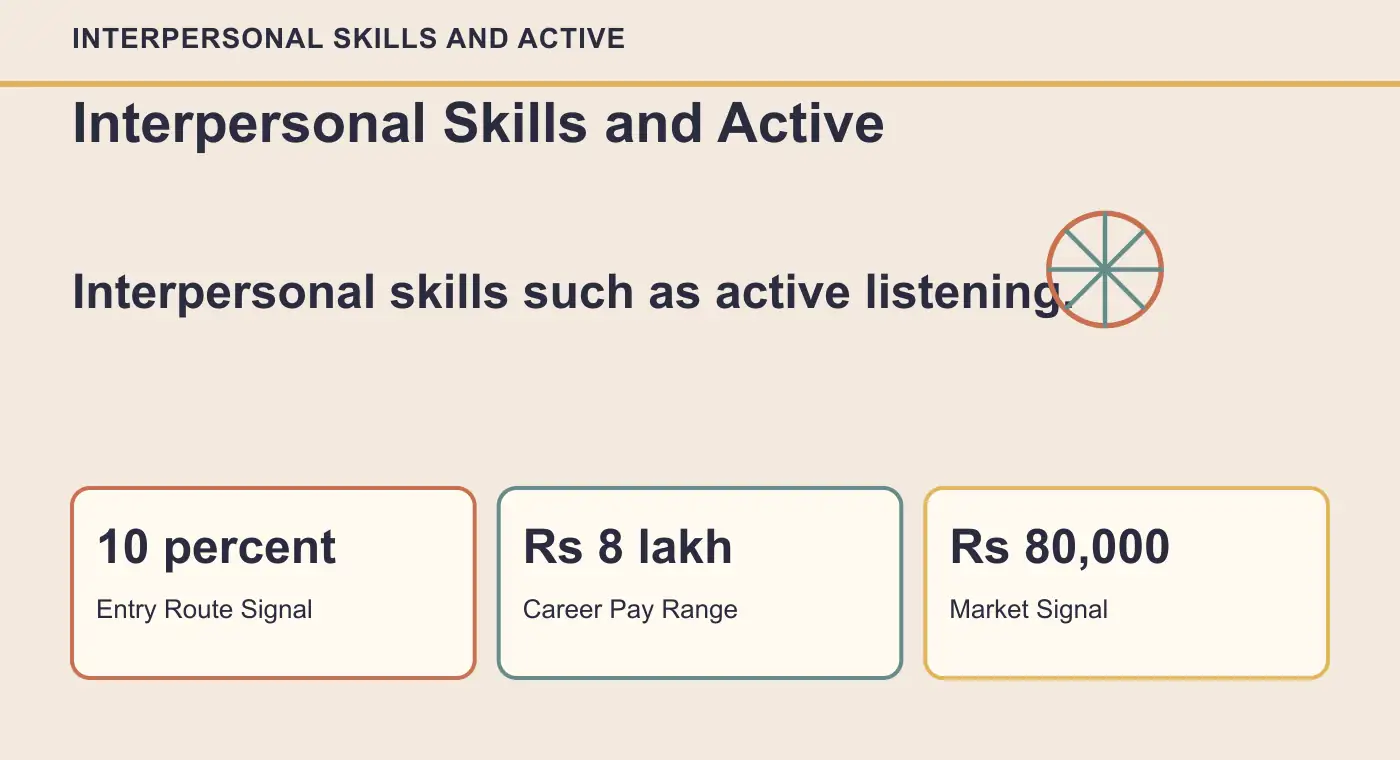 INTERPERSONAL SKILLS AND ACTIVE
Interpersonal Skills and Active
Interpersonal skills such as active listening.
10 percent
Entry Route Signal
Rs 8 lakh
Career Pay Range
Rs 80,000
Market Signal